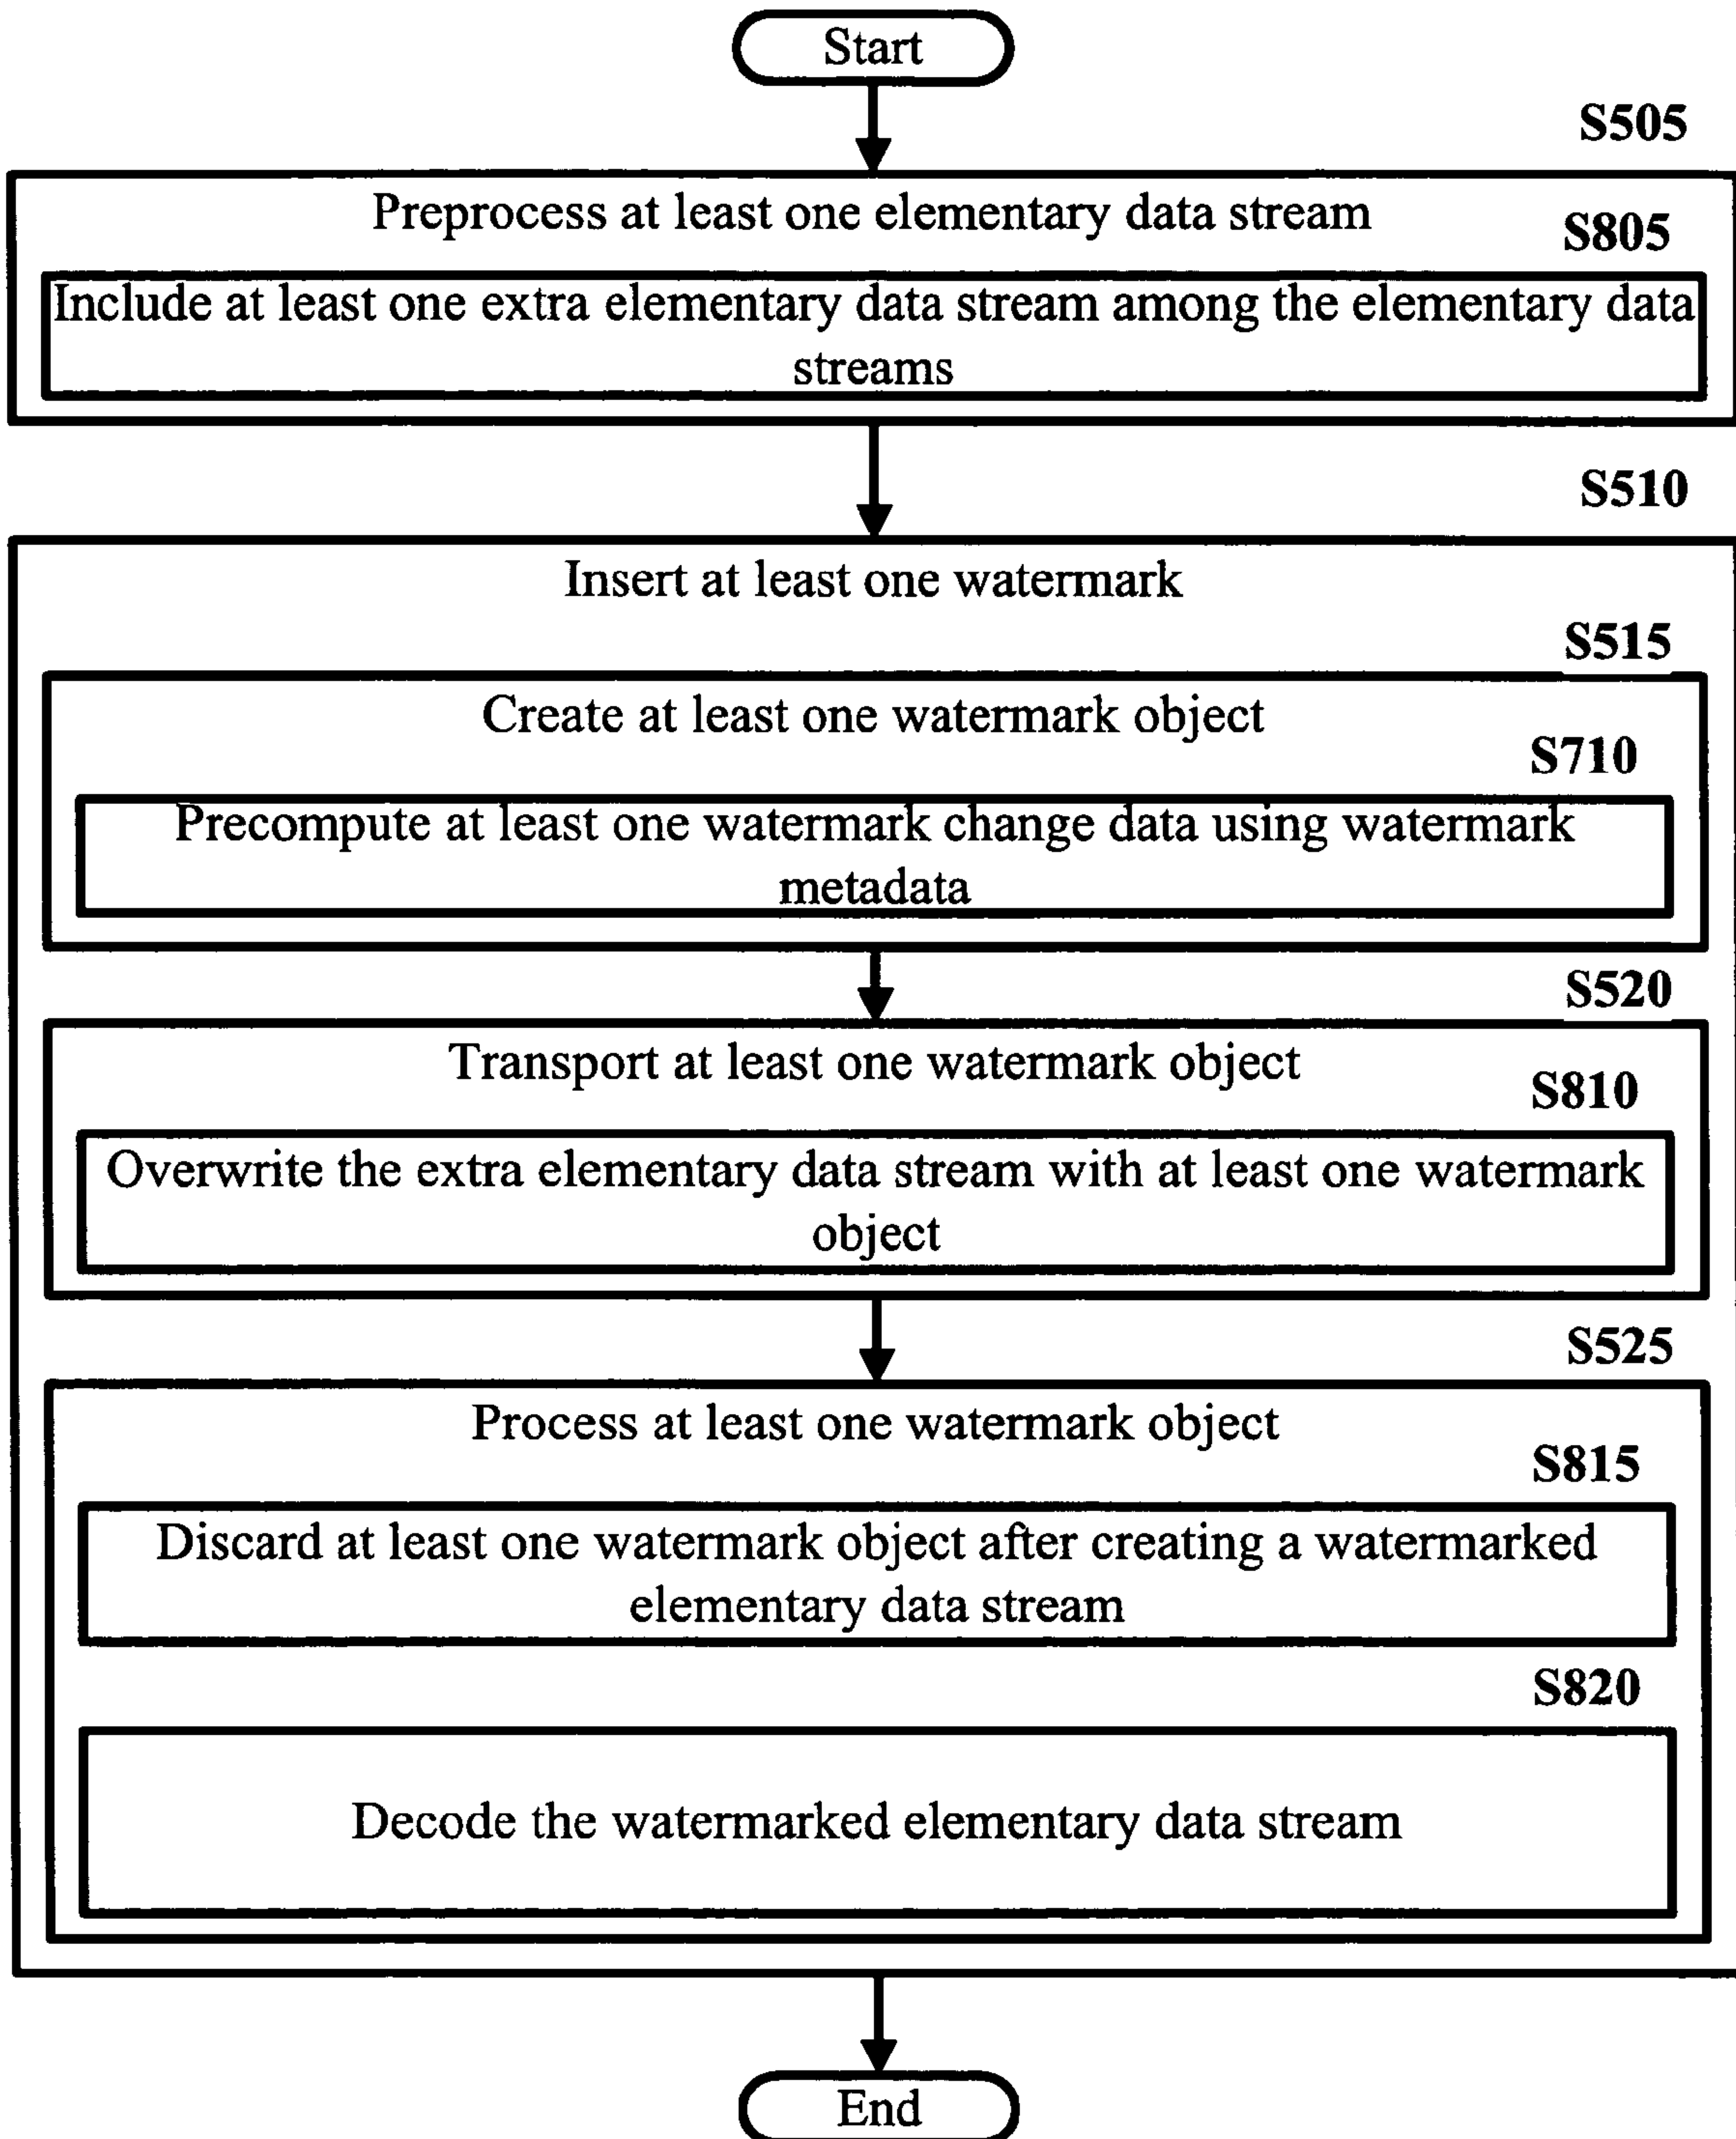 Start
S505
Preprocess at least one elementary data stream
S805
Include at least one extra elementary data stream among the elementary data
streams
S510
Insert at least one watermark
S515
Create at least one watermark object
S710
Precompute at least one watermark change data using watermark
metadata
S520
Transport at least one watermark object
S810
Overwrite the extra elementary data stream with at least one watermark
object
S525
Process at least one watermark object
S815
Discard at least one watermark object after creating a watermarked
elementary data stream
S820
Decode the watermarked elementary data stream
End